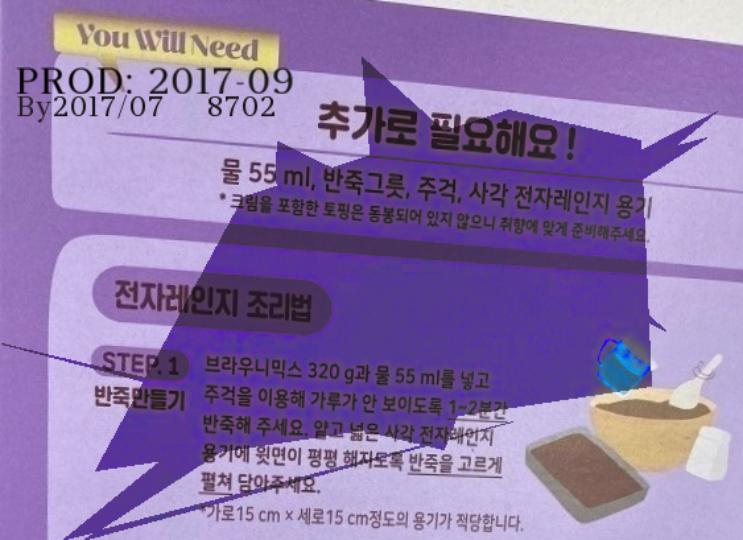 You Will Need
PROD: 2017-09
By2017/07 8702
추가로 필요해요!
물 55 ml, 반죽그릇, 주걱, 사각 전자레인지 용기
* 크림을 포함한 토핑은 동봉되어 있지 않으니 취향에 맞게 준비해주세요.
전자레인지 조리법
STEP. 1
반죽만들기
브라우니믹스 320 g과 물 55 ml를 넣고
주걱을 이용해 가루가 안 보이도록 1~2분간
반죽해 주세요. 얇고 넓은 사각 전자레인지
용기에 윗면이 평평 해지도록 반죽을 고르게
펼쳐 담아주세요.
*가로15 cm × 세로15 cm정도의 용기가 적당합니다.